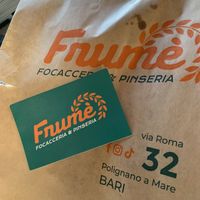 Frumè
FOCACCERIA & PINSERIA
Frumè
FOCACCERIA & PINSERIA
via Roma
32
Polignano a Mare
BARI